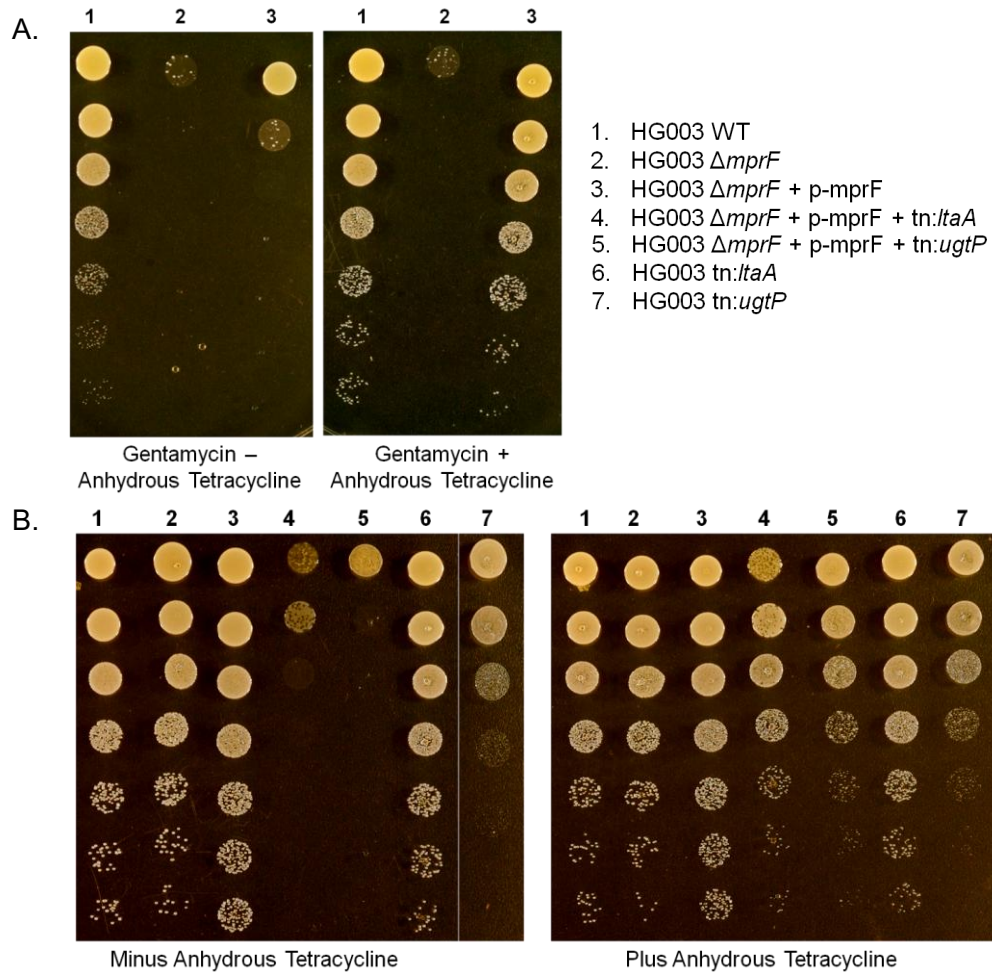 A.
1 2 3 1 2 3
1. HG003 WT
2. HG003 ΔmprF
3. HG003 ΔmprF + p-mprF
4. HG003 ΔmprF + p-mprF + tn:ltaA
5. HG003 ΔmprF + p-mprF + tn:ugtP
6. HG003 tn:ltaA
7. HG003 tn:ugtP
Gentamycin –
Anhydrous Tetracycline
Gentamycin +
Anhydrous Tetracycline
B.
1 2 3 4 5 6 7 1 2 3 4 5 6 7
Minus Anhydrous Tetracycline
Plus Anhydrous Tetracycline